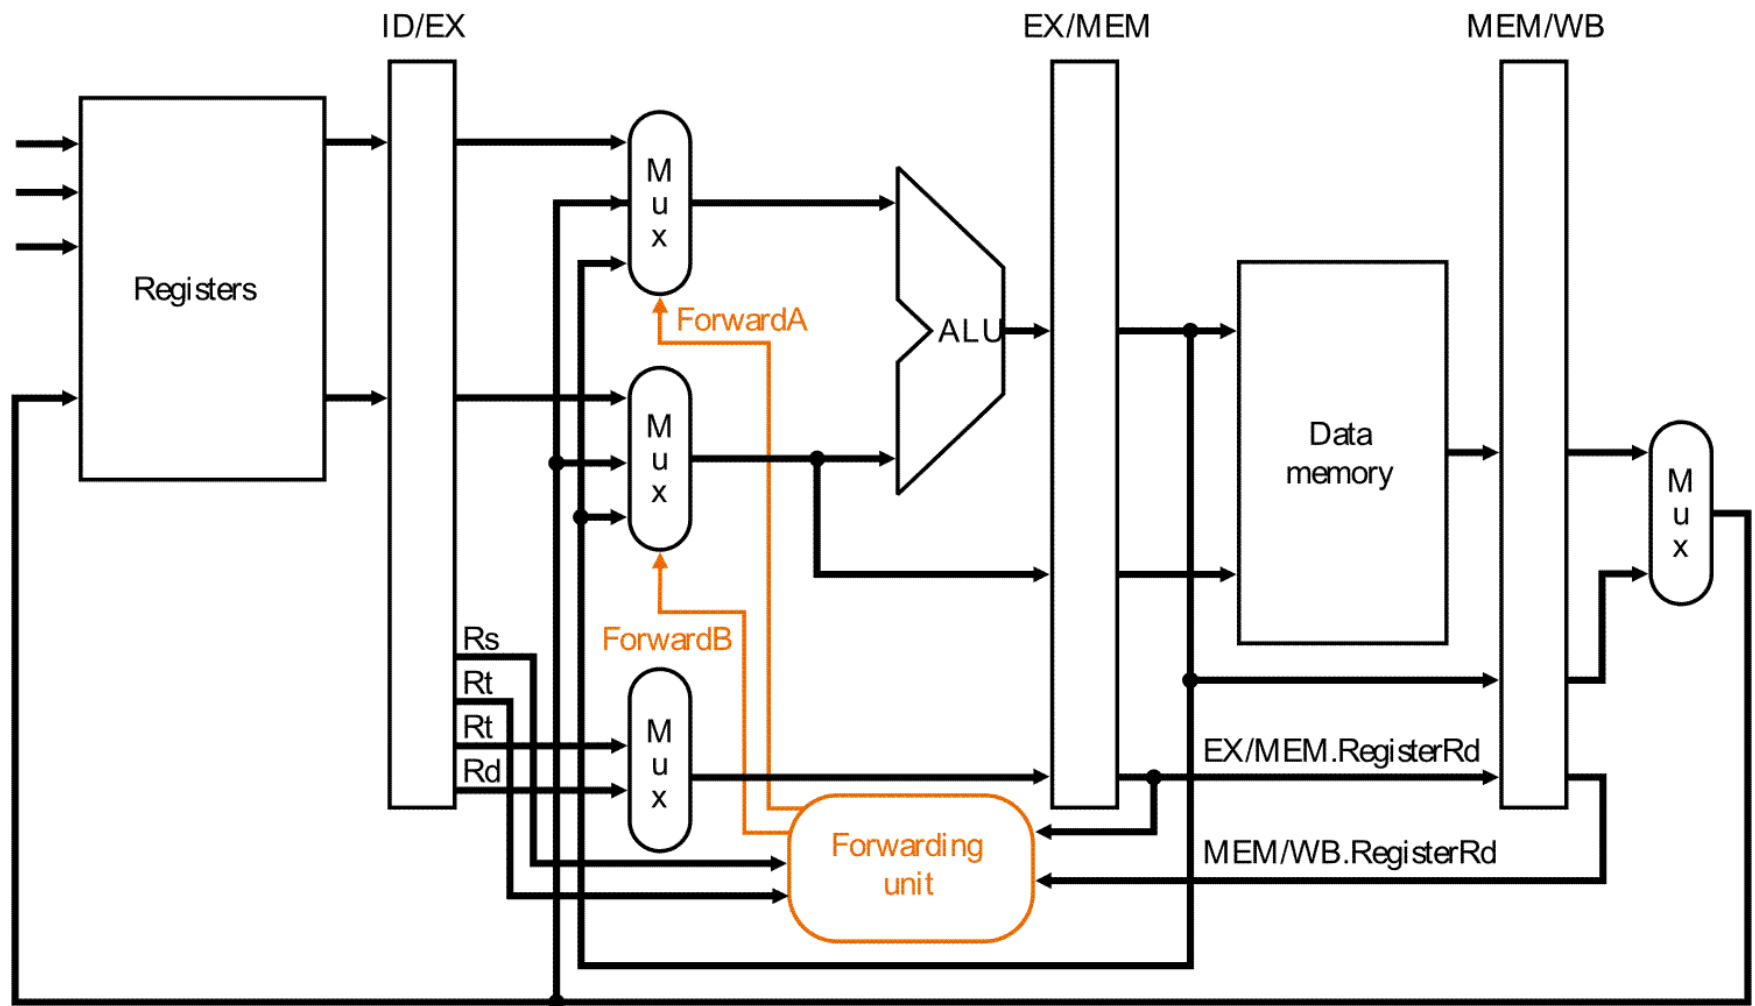 ID/EX
EX/MEM
MEM/WB
Registers
M
u
x
ForwardA
ALU
M
u
x
Data
memory
M
u
x
ForwardB
Rs
Rt
Rt
Rd
M
u
x
EX/MEM.RegisterRd
Forwarding
unit
MEM/WB.RegisterRd